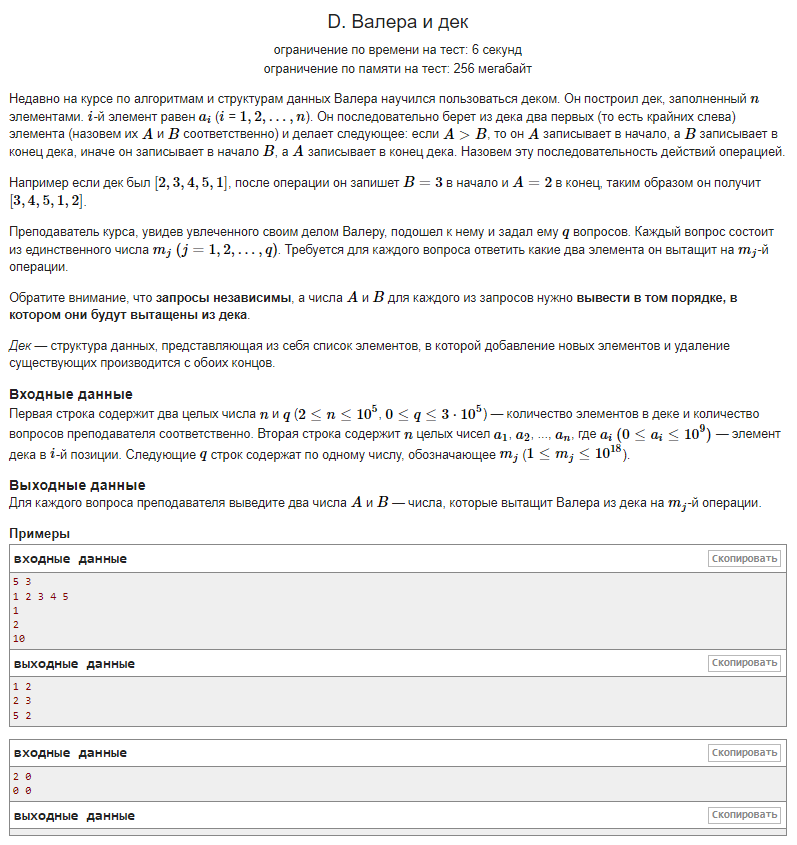 D. Валера и дек
ограничение по времени на тест: 6 секунд
ограничение по памяти на тест: 256 мегабайт
Недавно на курсе по алгоритмам и структурам данных Валера научился пользоваться деком. Он построил дек, заполненный n
элементами. i-й элемент равен a_i (i = 1, 2, …, n). Он последовательно берет из дека два первых (то есть крайних слева)
элемента (назовем их A и B соответственно) и делает следующее: если A > B, то он A записывает в начало, а B записывает в
конец дека, иначе он записывает в начало B, а A записывает в конец дека. Назовем эту последовательность действий операцией.
Например если дек был [2, 3, 4, 5, 1], после операции он запишет B = 3 в начало и A = 2 в конец, таким образом он получит
[3, 4, 5, 1, 2].
Преподаватель курса, увидев увлеченного своим делом Валеру, подошел к нему и задал ему q вопросов. Каждый вопрос состоит
из единственного числа m_j (j = 1, 2, …, q). Требуется для каждого вопроса ответить какие два элемента он вытащит на m_j-й
операции.
Обратите внимание, что запросы независимы, а числа A и B для каждого из запросов нужно вывести в том порядке, в
котором они будут вытащены из дека.
Дек — структура данных, представляющая из себя список элементов, в которой добавление новых элементов и удаление
существующих производится с обоих концов.
Входные данные
Первая строка содержит два целых числа n и q (2 ≤ n ≤ 10^5, 0 ≤ q ≤ 3 · 10^5) — количество элементов в деке и количество
вопросов преподавателя соответственно. Вторая строка содержит n целых чисел a_1, a_2, ..., a_n, где a_i (0 ≤ a_i ≤ 10^9) — элемент
дека в i-й позиции. Следующие q строк содержат по одному числу, обозначающее m_j (1 ≤ m_j ≤ 10^18).
Выходные данные
Для каждого вопроса преподавателя выведите два числа A и B — числа, которые вытащит Валера из дека на m_j-й операции.
Примеры
входные данные Скопировать
5 3
1 2 3 4 5
1
2
10
выходные данные Скопировать
1 2
2 3
5 2
входные данные Скопировать
2 0
0 0
выходные данные Скопировать